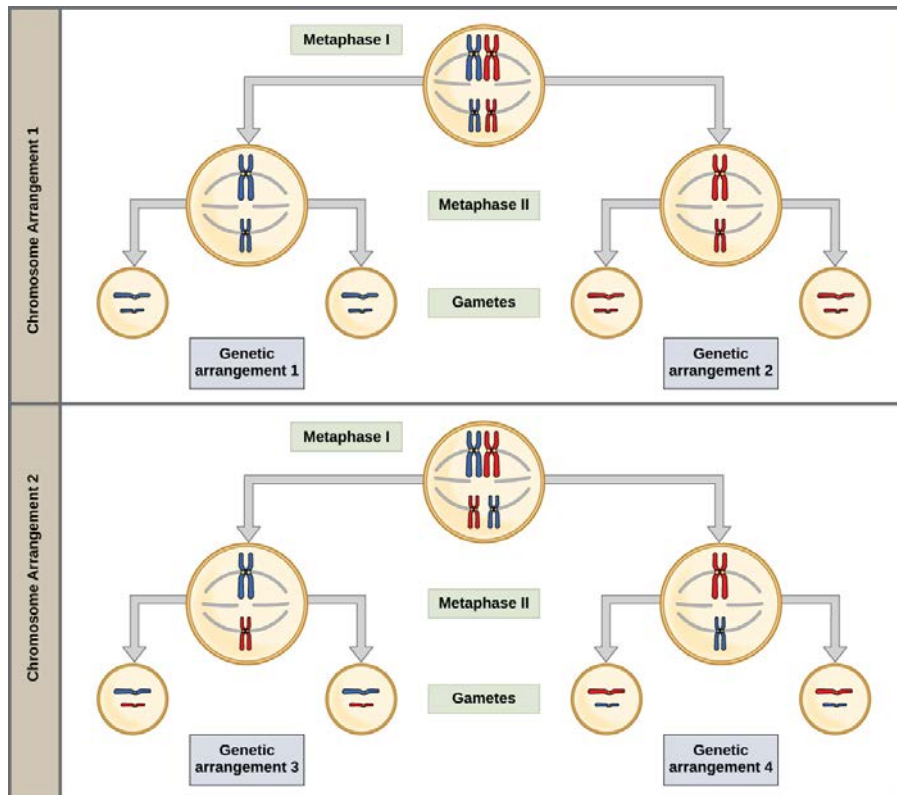 Chromosome Arrangement 1
Metaphase I
Metaphase II
Gametes
Genetic
arrangement 1
Genetic
arrangement 2
Chromosome Arrangement 2
Metaphase I
Metaphase II
Gametes
Genetic
arrangement 3
Genetic
arrangement 4